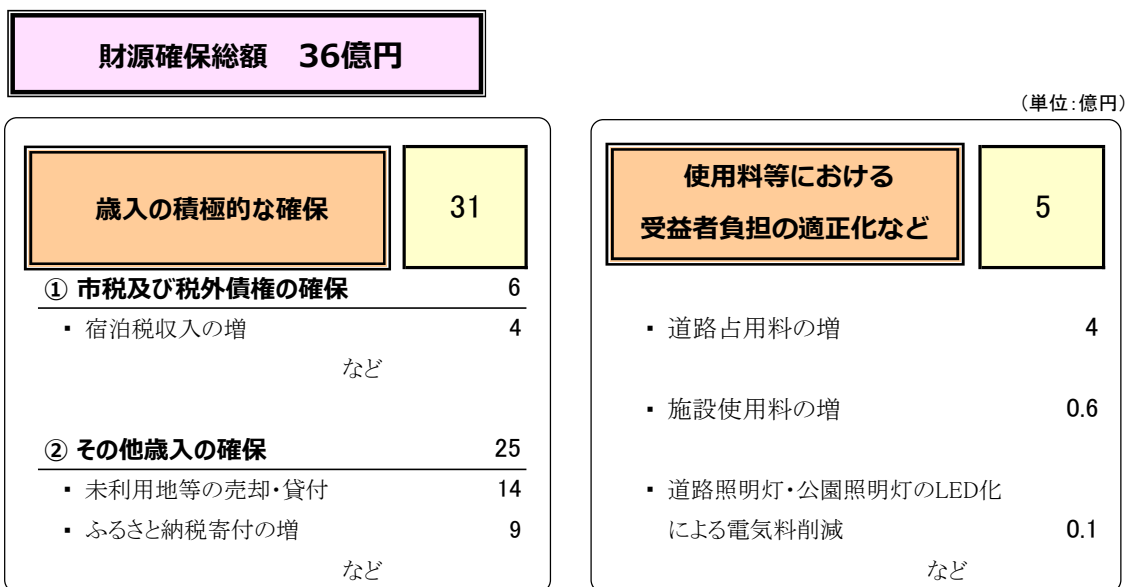 財源確保総額　36億円
（単位：億円）
歳入の積極的な確保 31
① 市税及び税外債権の確保 6
▪ 宿泊税収入の増 4
など
② その他歳入の確保 25
▪ 未利用地等の売却・貸付 14
▪ ふるさと納税寄付の増 9
など
使用料等における
受益者負担の適正化など 5
▪ 道路占用料の増 4
▪ 施設使用料の増 0.6
▪ 道路照明灯・公園照明灯のLED化
による電気料削減 0.1
など